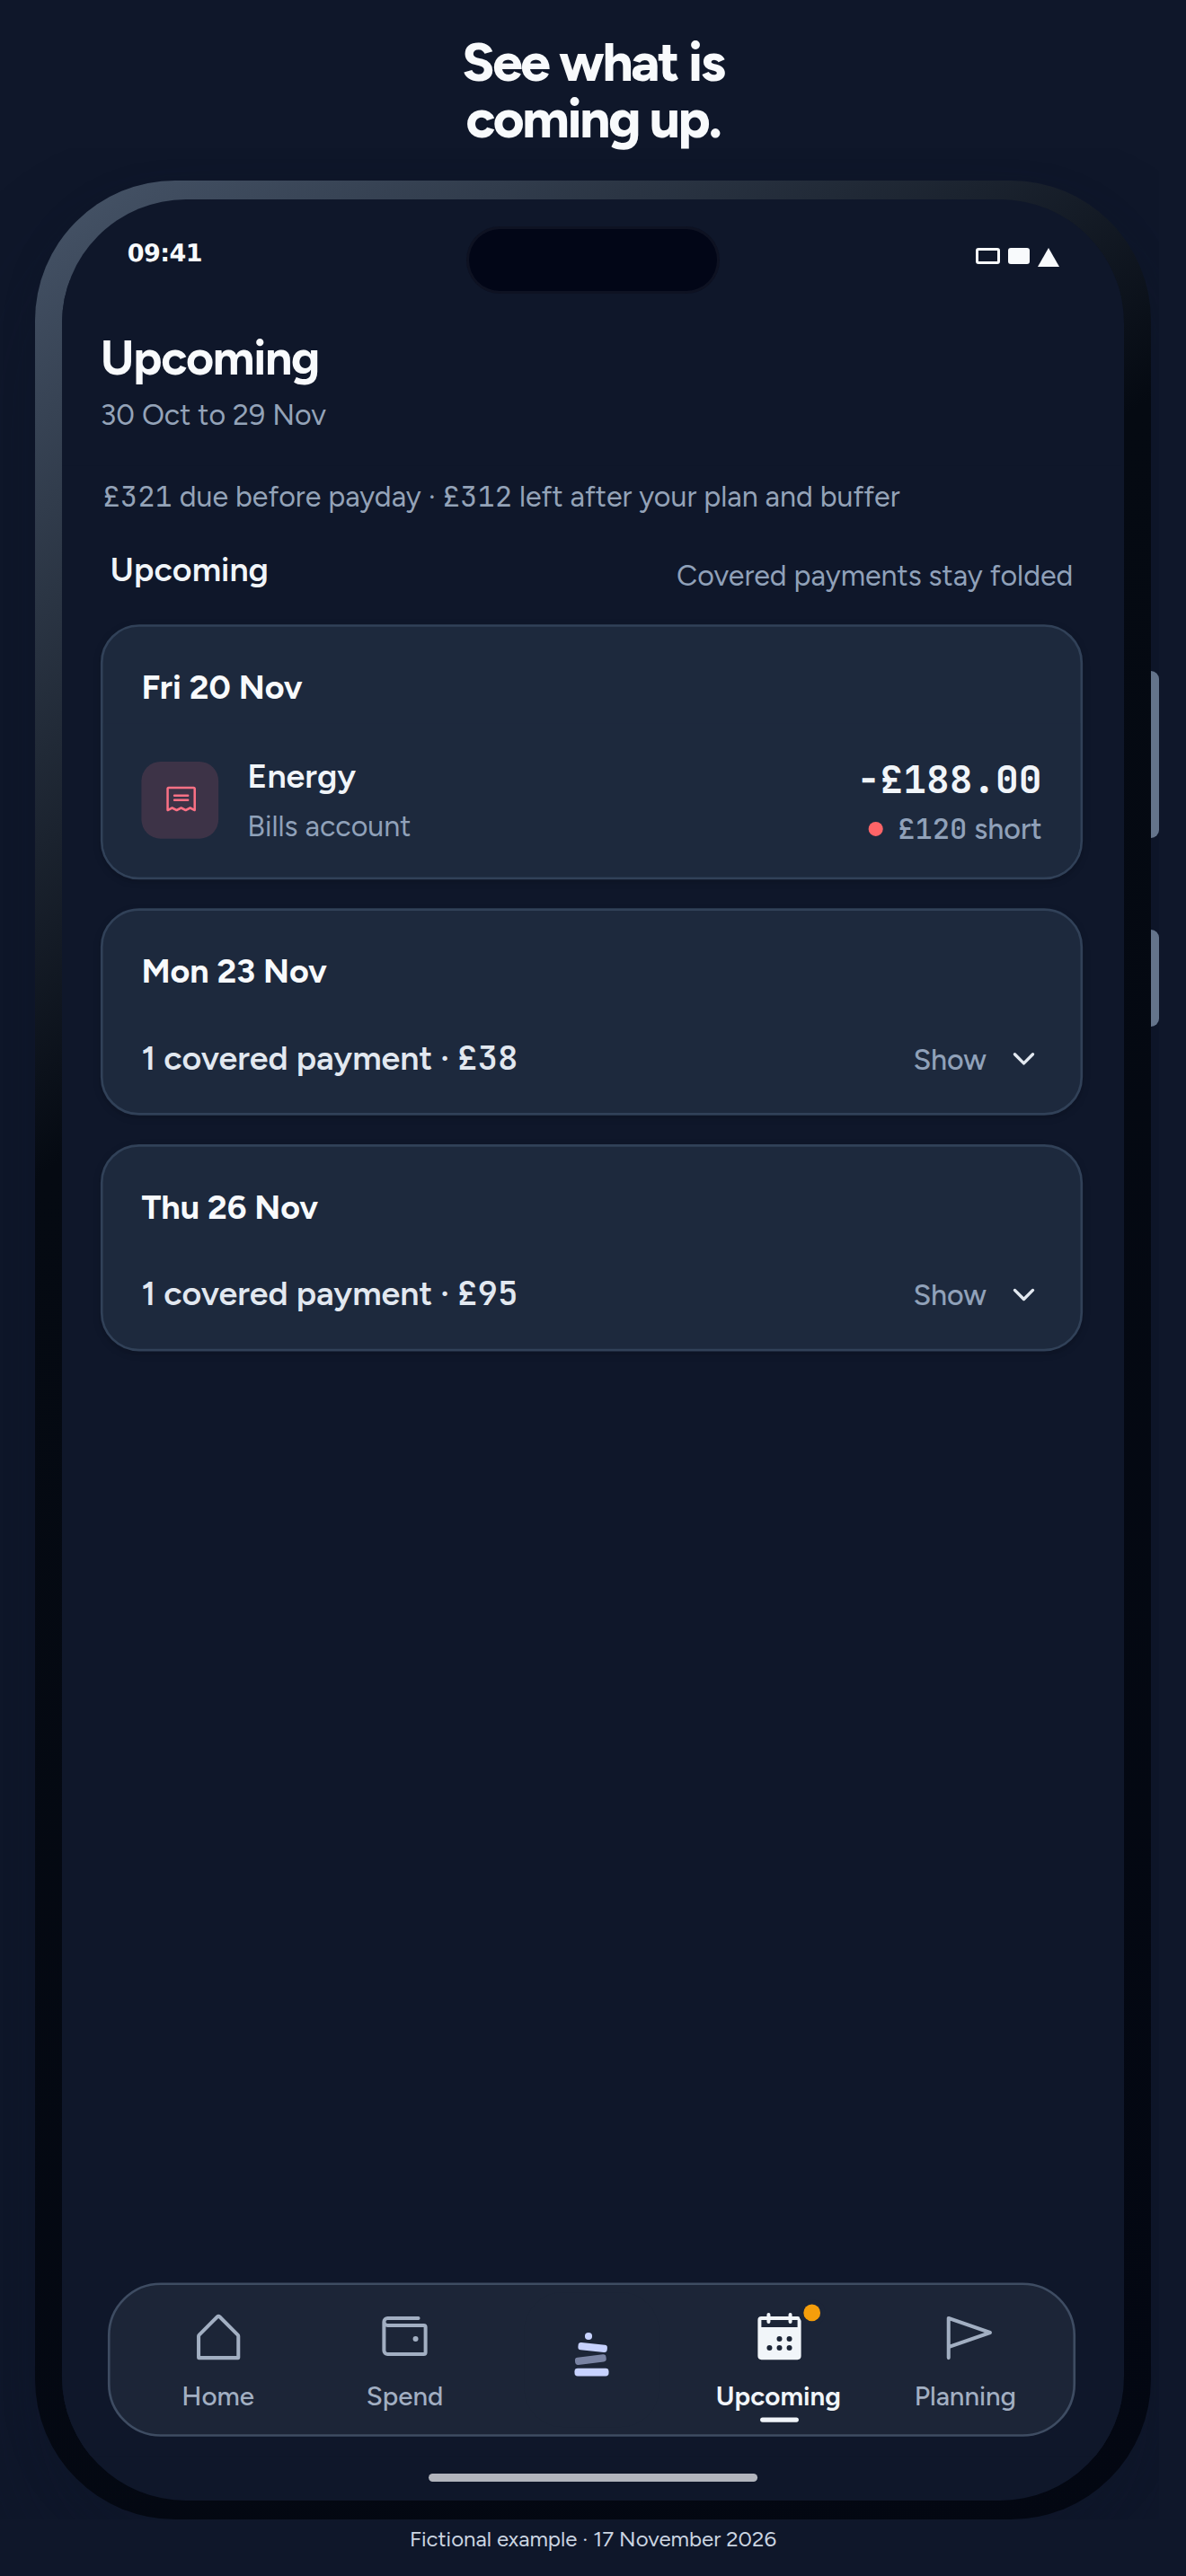 See what is
coming up.
09:41
Upcoming
30 Oct to 29 Nov
£321 due before payday · £312 left after your plan and buffer
Upcoming
Covered payments stay folded
Fri 20 Nov
Energy
-£188.00
Bills account
£120 short
Mon 23 Nov
1 covered payment · £38
Show
Thu 26 Nov
1 covered payment · £95
Show
Home
Spend
Upcoming
Planning
Fictional example · 17 November 2026